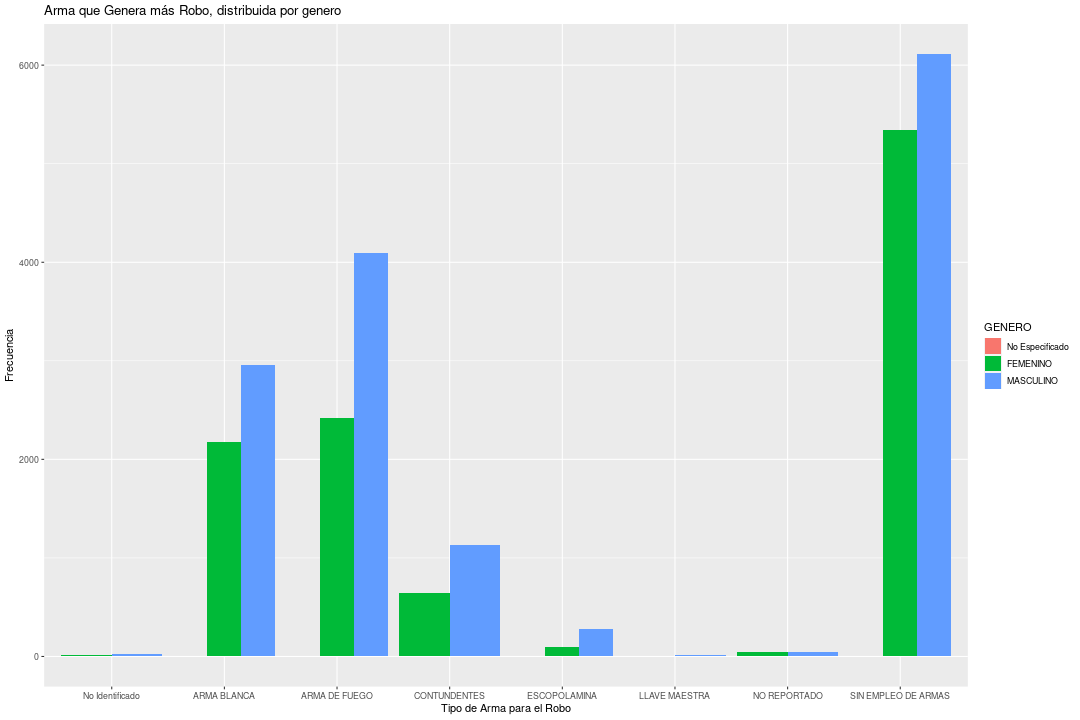 Arma que Genera más Robo, distribuida por genero
Frecuencia
6000
4000
2000
0
No Identificado
ARMA BLANCA
ARMA DE FUEGO
CONTUNDENTES
ESCOPOLAMINA
LLAVE MAESTRA
NO REPORTADO
SIN EMPLEO DE ARMAS
Tipo de Arma para el Robo
GENERO
No Especificado
FEMENINO
MASCULINO